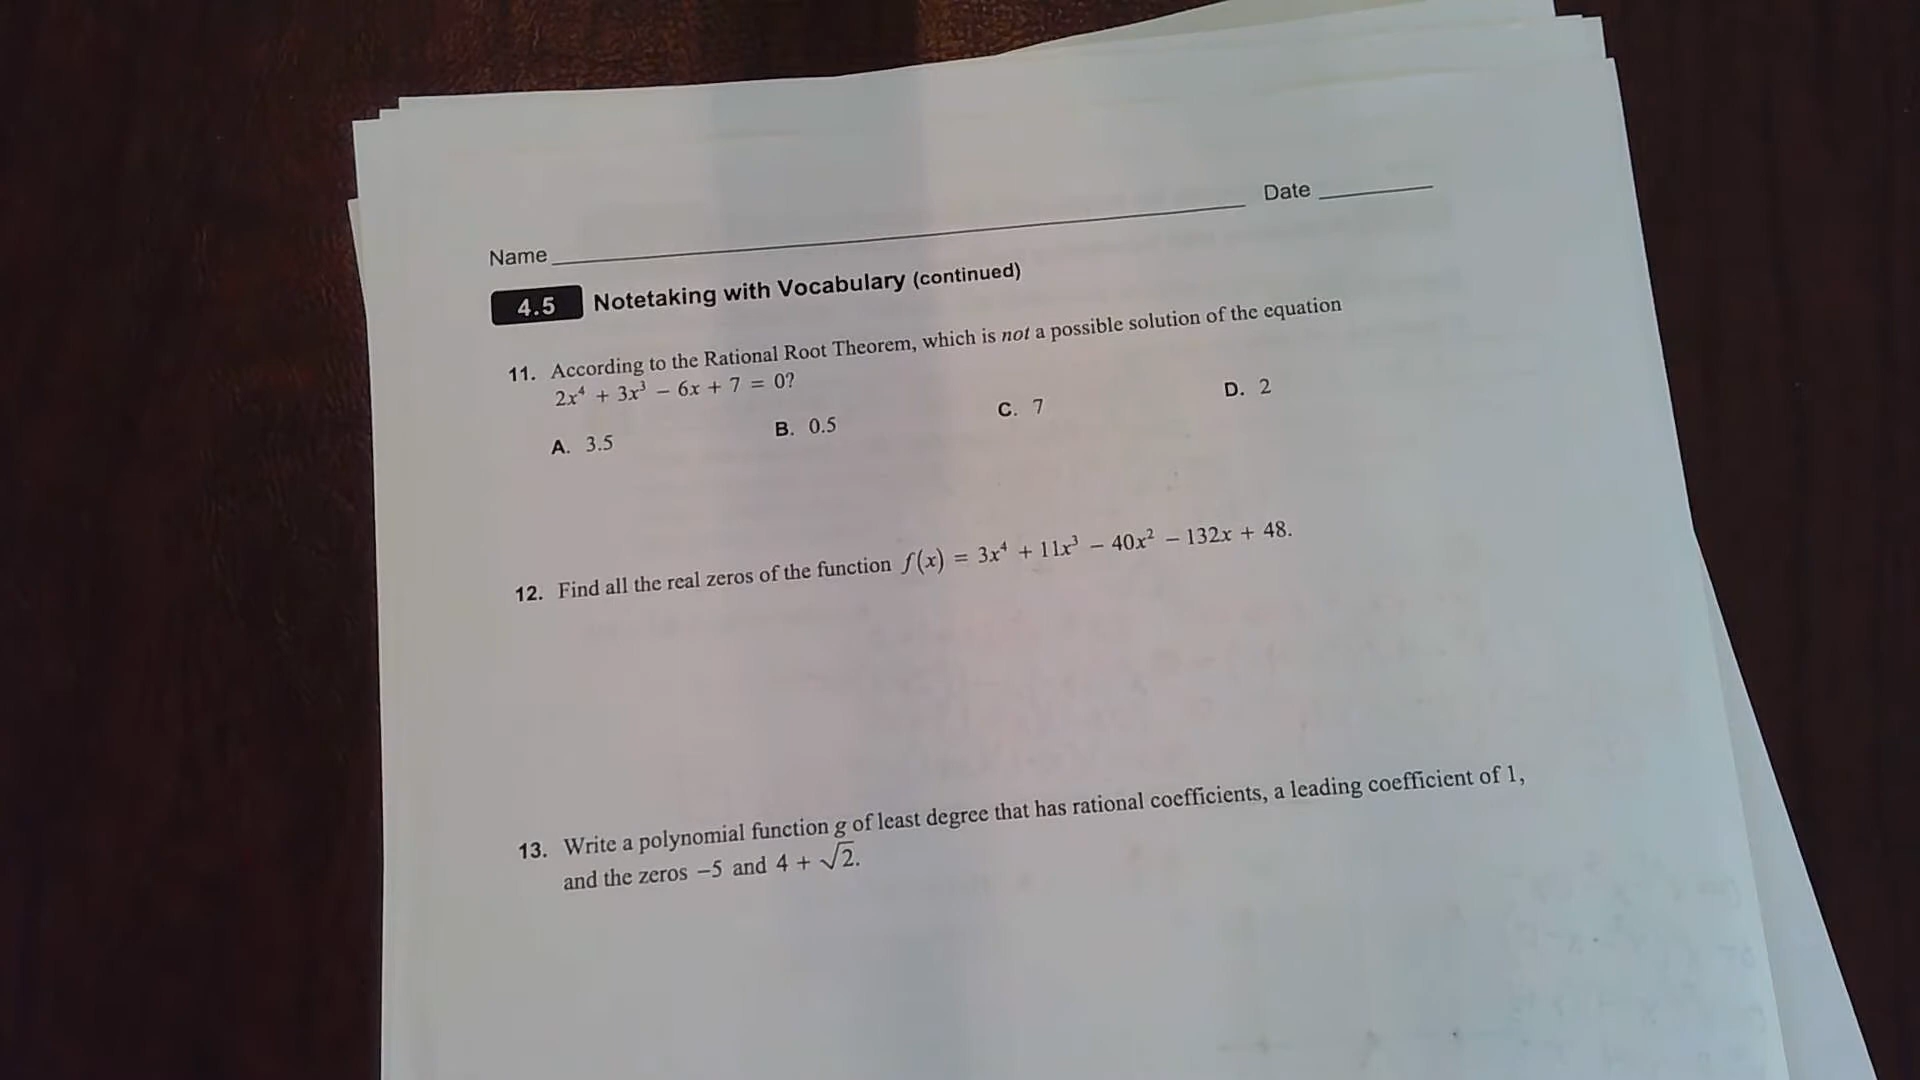 Name Date
4.5 Notetaking with Vocabulary (continued)
11. According to the Rational Root Theorem, which is not a possible solution of the equation
2x⁴ + 3x³ − 6x + 7 = 0?
A. 3.5 B. 0.5 C. 7 D. 2
12. Find all the real zeros of the function f(x) = 3x⁴ + 11x³ − 40x² − 132x + 48.
13. Write a polynomial function g of least degree that has rational coefficients, a leading coefficient of 1,
and the zeros −5 and 4 + √2.